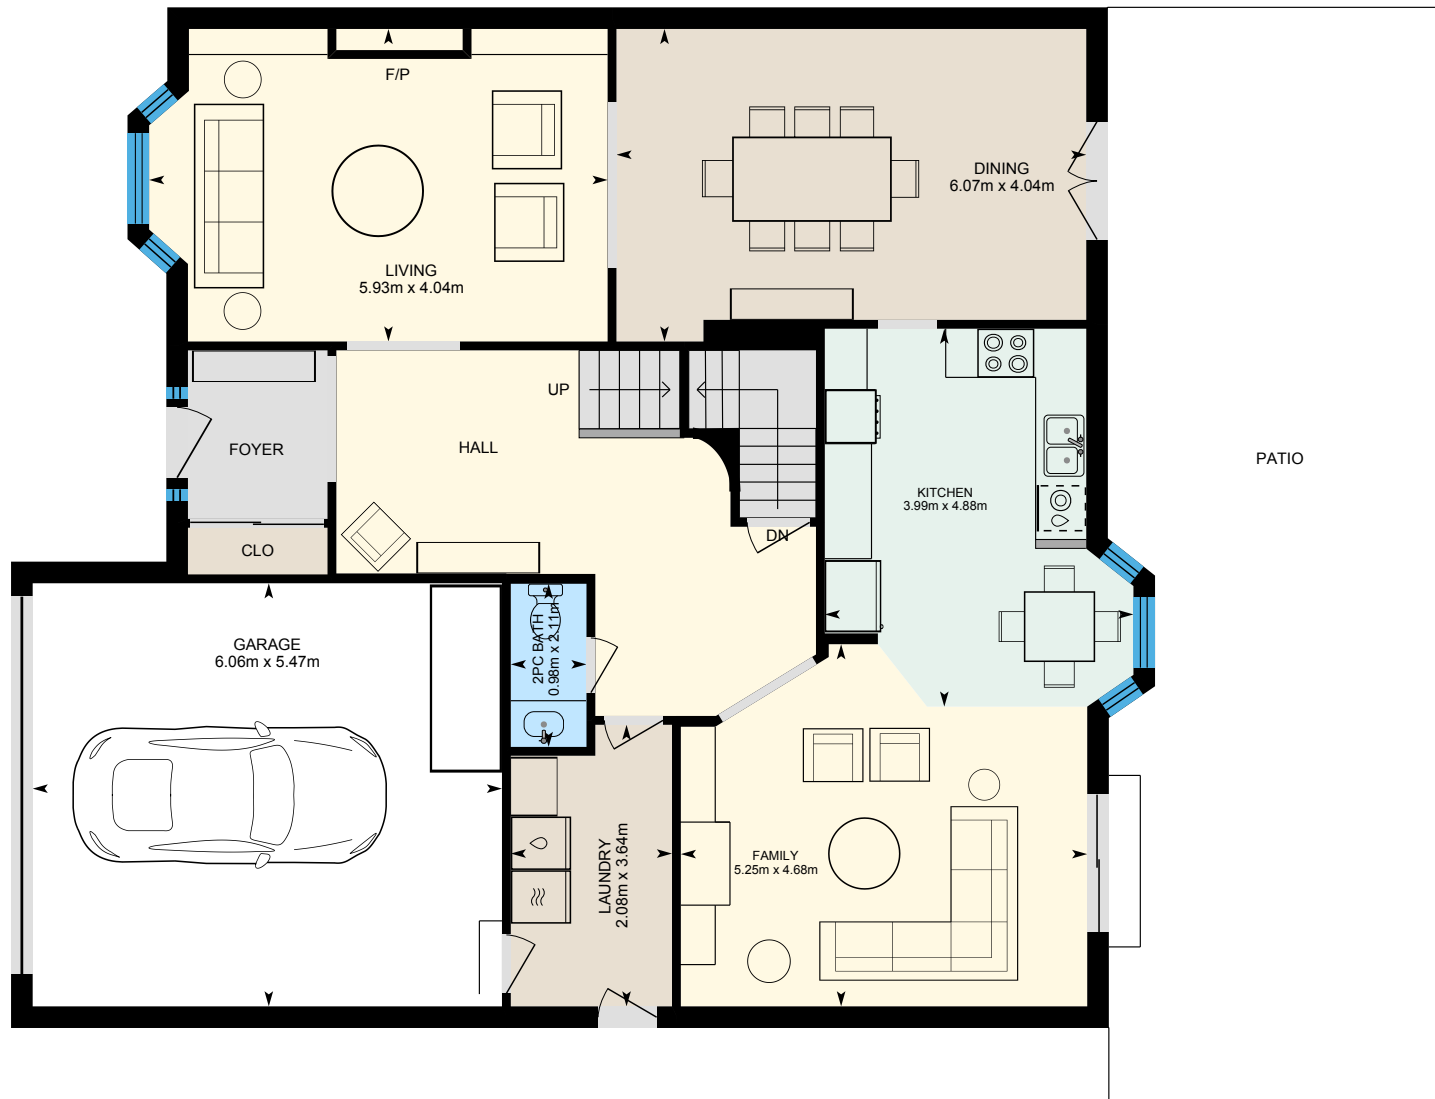 F/P
DINING
6.07m x 4.04m
LIVING
5.93m x 4.04m
UP
FOYER
HALL
PATIO
KITCHEN
3.99m x 4.88m
DN
CLO
GARAGE
6.06m x 5.47m
2PC BATH
0.98m x 2.11m
LAUNDRY
2.08m x 3.64m
FAMILY
5.25m x 4.68m